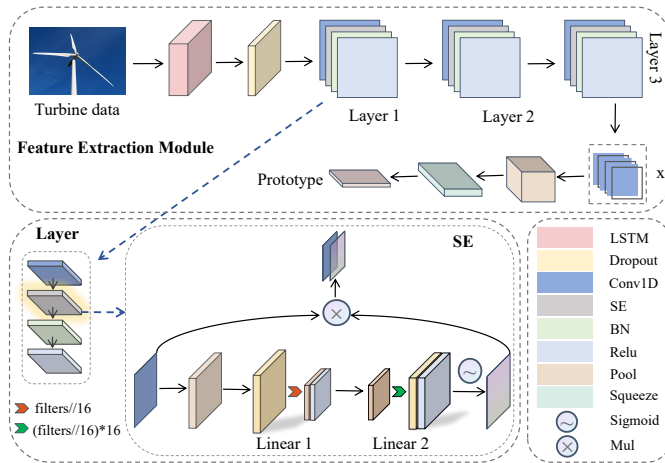 Turbine data
Layer 1
Layer 2
Layer 3
Feature Extraction Module
Prototype
x
Layer
SE
filters//16
(filters//16)*16
Linear 1
Linear 2
LSTM
Dropout
Conv1D
SE
BN
Relu
Pool
Squeeze
Sigmoid
Mul